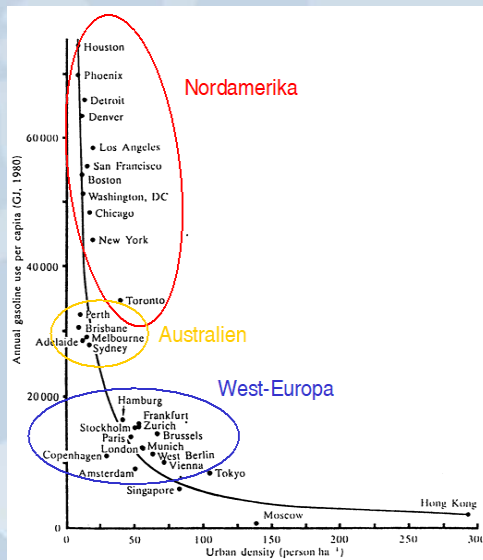 Houston
Phoenix
Nordamerika
Detroit
Denver
60000
Los Angeles
San Francisco
Boston
Washington, DC
Chicago
New York
Annual gasoline use per capita (GJ, 1980)
40000
Toronto
Perth
Brisbane
Australien
Adelaide
Melbourne
Sydney
20000
West-Europa
Hamburg
Frankfurt
Stockholm
Zurich
Paris
Brussels
London
Munich
Copenhagen
West Berlin
Vienna
Amsterdam
Tokyo
Singapore
Hong Kong
Moscow
0
0 50 100 150 200 250 300
Urban density (person ha⁻¹)